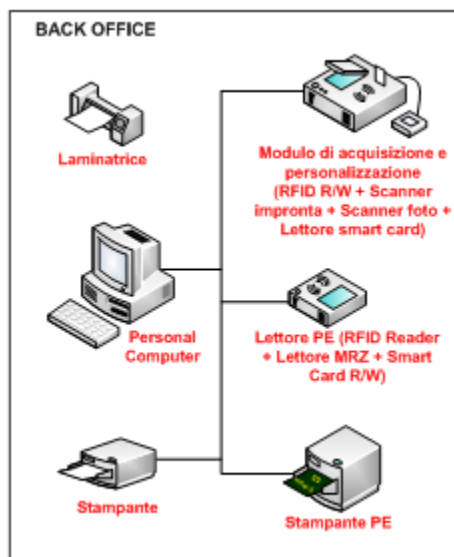 BACK OFFICE
Laminatrice
Modulo di acquisizione e
personalizzazione
(RFID R/W + Scanner
impronta + Scanner foto +
Lettore smart card)
Personal
Computer
Lettore PE (RFID Reader
+ Lettore MRZ + Smart
Card R/W)
Stampante
Stampante PE